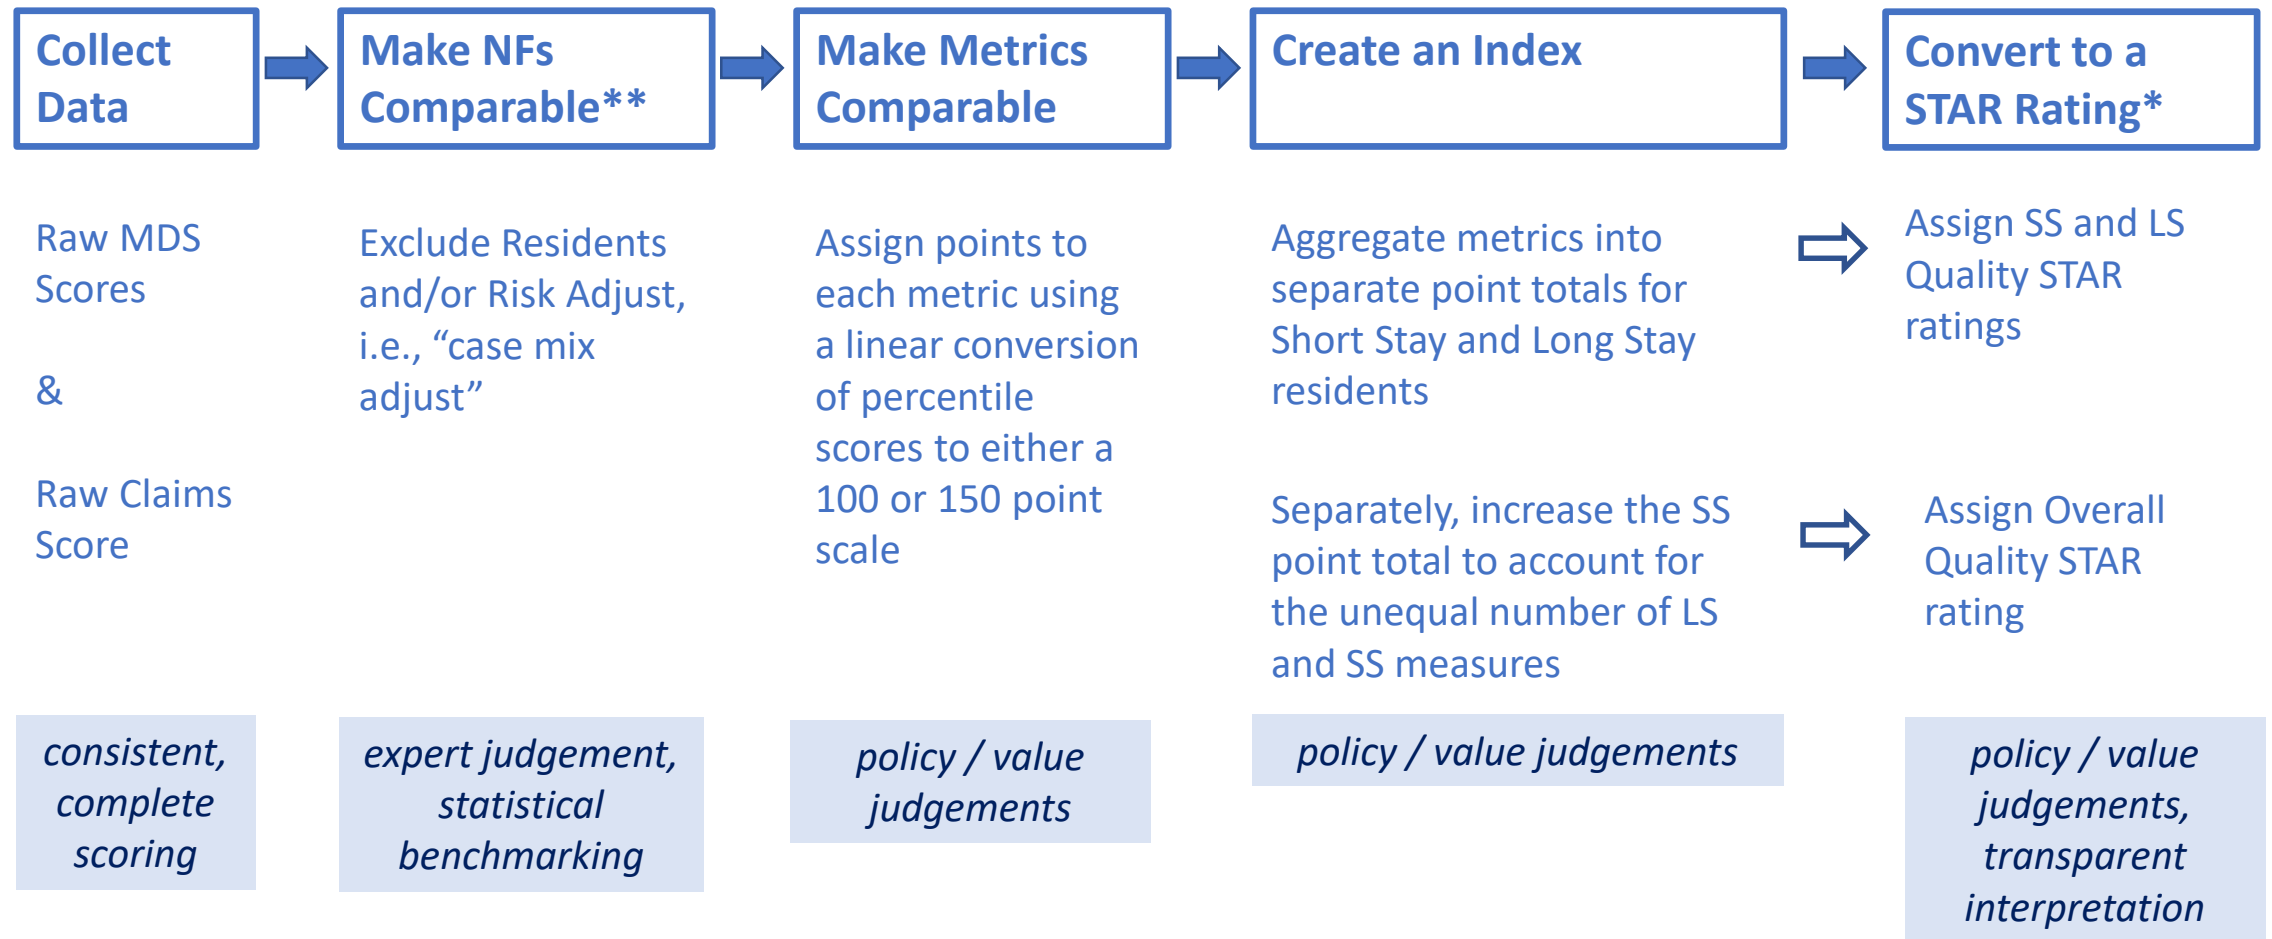 Collect
Data
Make NFs
Comparable**
Make Metrics
Comparable
Create an Index
Convert to a
STAR Rating*
Raw MDS
Scores
&
Raw Claims
Score
Exclude Residents
and/or Risk Adjust,
i.e., “case mix
adjust”
Assign points to
each metric using
a linear conversion
of percentile
scores to either a
100 or 150 point
scale
Aggregate metrics into
separate point totals for
Short Stay and Long Stay
residents
Separately, increase the SS
point total to account for
the unequal number of LS
and SS measures
Assign SS and LS
Quality STAR
ratings
Assign Overall
Quality STAR
rating
consistent,
complete
scoring
expert judgement,
statistical
benchmarking
policy / value
judgements
policy / value judgements
policy / value
judgements,
transparent
interpretation